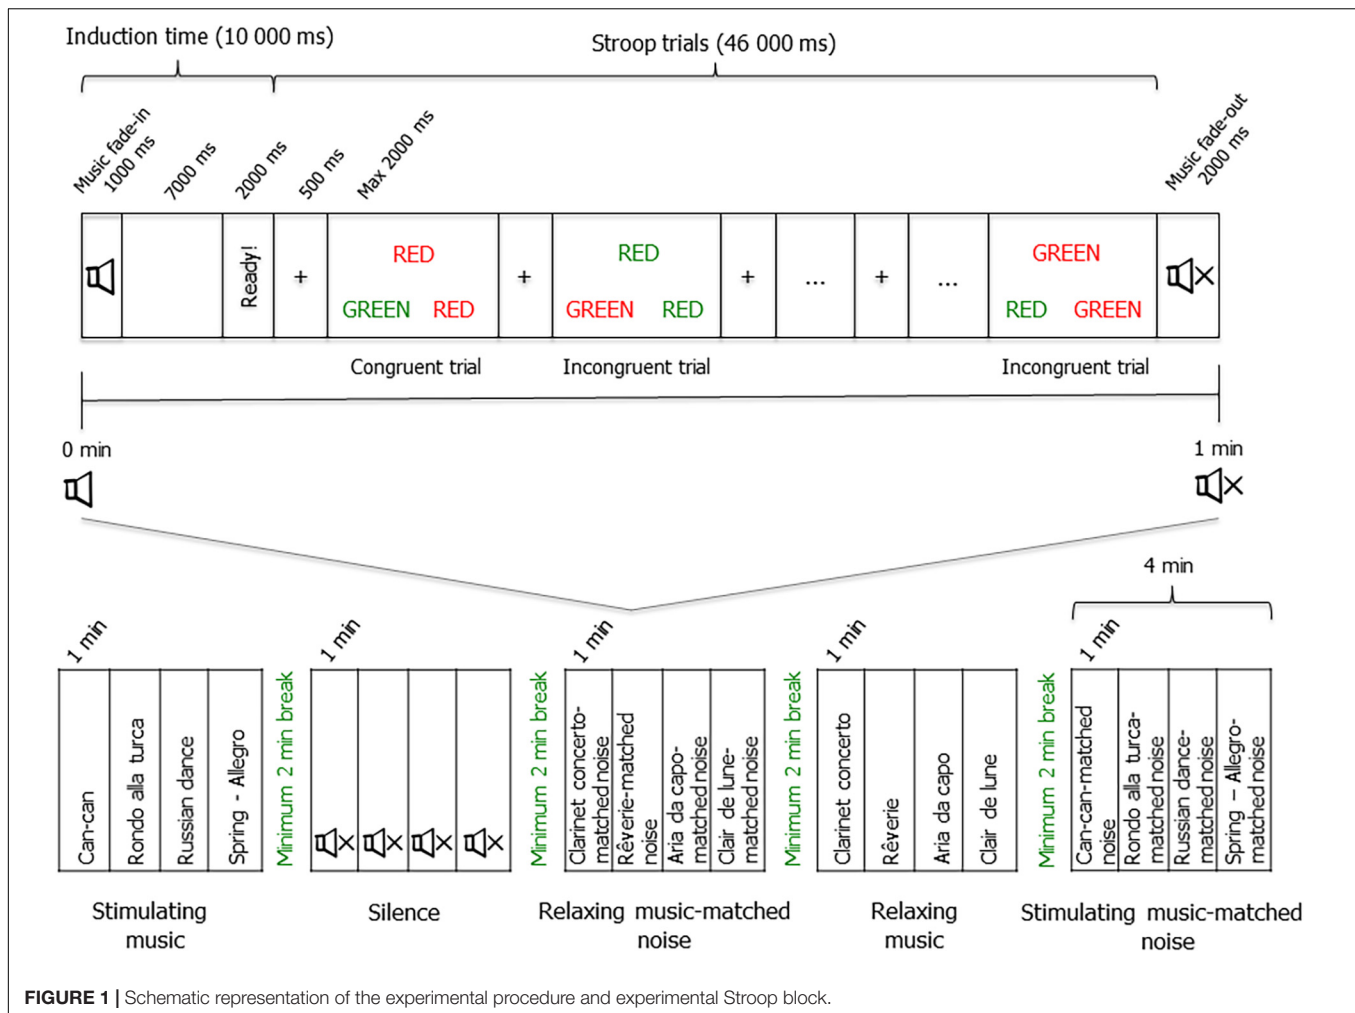 Induction time (10 000 ms)
Stroop trials (46 000 ms)
Music fade-in
1000 ms
7000 ms
2000 ms
500 ms
Max 2000 ms
Music fade-out
2000 ms
Ready!
+
RED
GREEN RED
+
RED
GREEN RED
+
...
+
...
GREEN
RED GREEN
Congruent trial
Incongruent trial
Incongruent trial
0 min
1 min
4 min
1 min
Can-can
Rondo alla turca
Russian dance
Spring - Allegro
Minimum 2 min break
1 min
Minimum 2 min break
1 min
Clarinet concerto-
matched noise
Rêverie-matched
noise
Aria da capo-
matched noise
Clair de lune-
matched noise
Minimum 2 min break
1 min
Clarinet concerto
Rêverie
Aria da capo
Clair de lune
Minimum 2 min break
1 min
Can-can-matched
noise
Rondo alla turca-
matched noise
Russian dance-
matched noise
Spring – Allegro-
matched noise
Stimulating
music
Silence
Relaxing music-matched
noise
Relaxing
music
Stimulating music-matched
noise
FIGURE 1 | Schematic representation of the experimental procedure and experimental Stroop block.